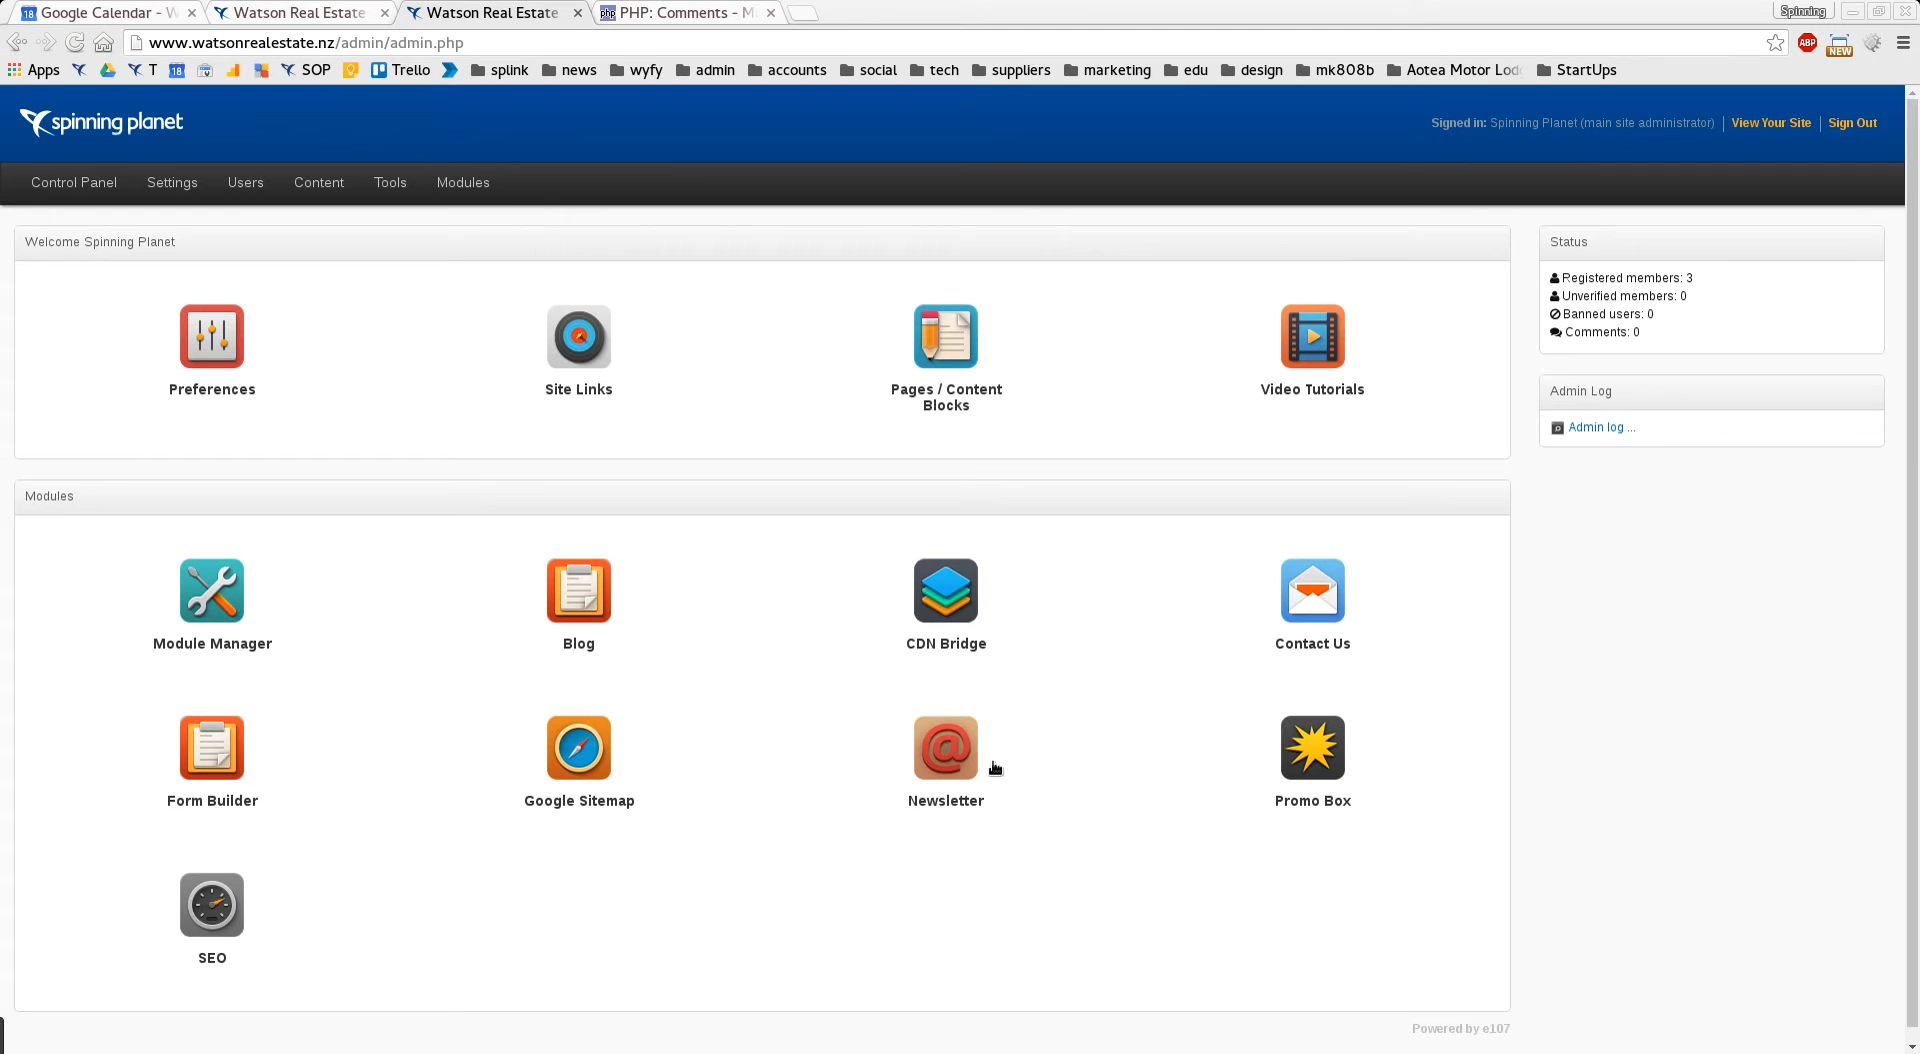 Google Calendar - W
Watson Real Estate
Watson Real Estate
PHP: Comments - M
Spinning
www.watsonrealestate.nz/admin/admin.php
ABP
NEW
Apps T 18 SOP Trello splink news wyfy admin accounts social tech suppliers marketing edu design mk808b Aotea Motor Lod StartUps
spinning planet
Signed in: Spinning Planet (main site administrator) | View Your Site | Sign Out
Control Panel Settings Users Content Tools Modules
Welcome Spinning Planet
Preferences
Site Links
Pages / Content
Blocks
Video Tutorials
Status
Registered members: 3
Unverified members: 0
Banned users: 0
Comments: 0
Admin Log
Admin log ...
Modules
Module Manager
Blog
CDN Bridge
Contact Us
Form Builder
Google Sitemap
@
Newsletter
Promo Box
SEO
Powered by e107